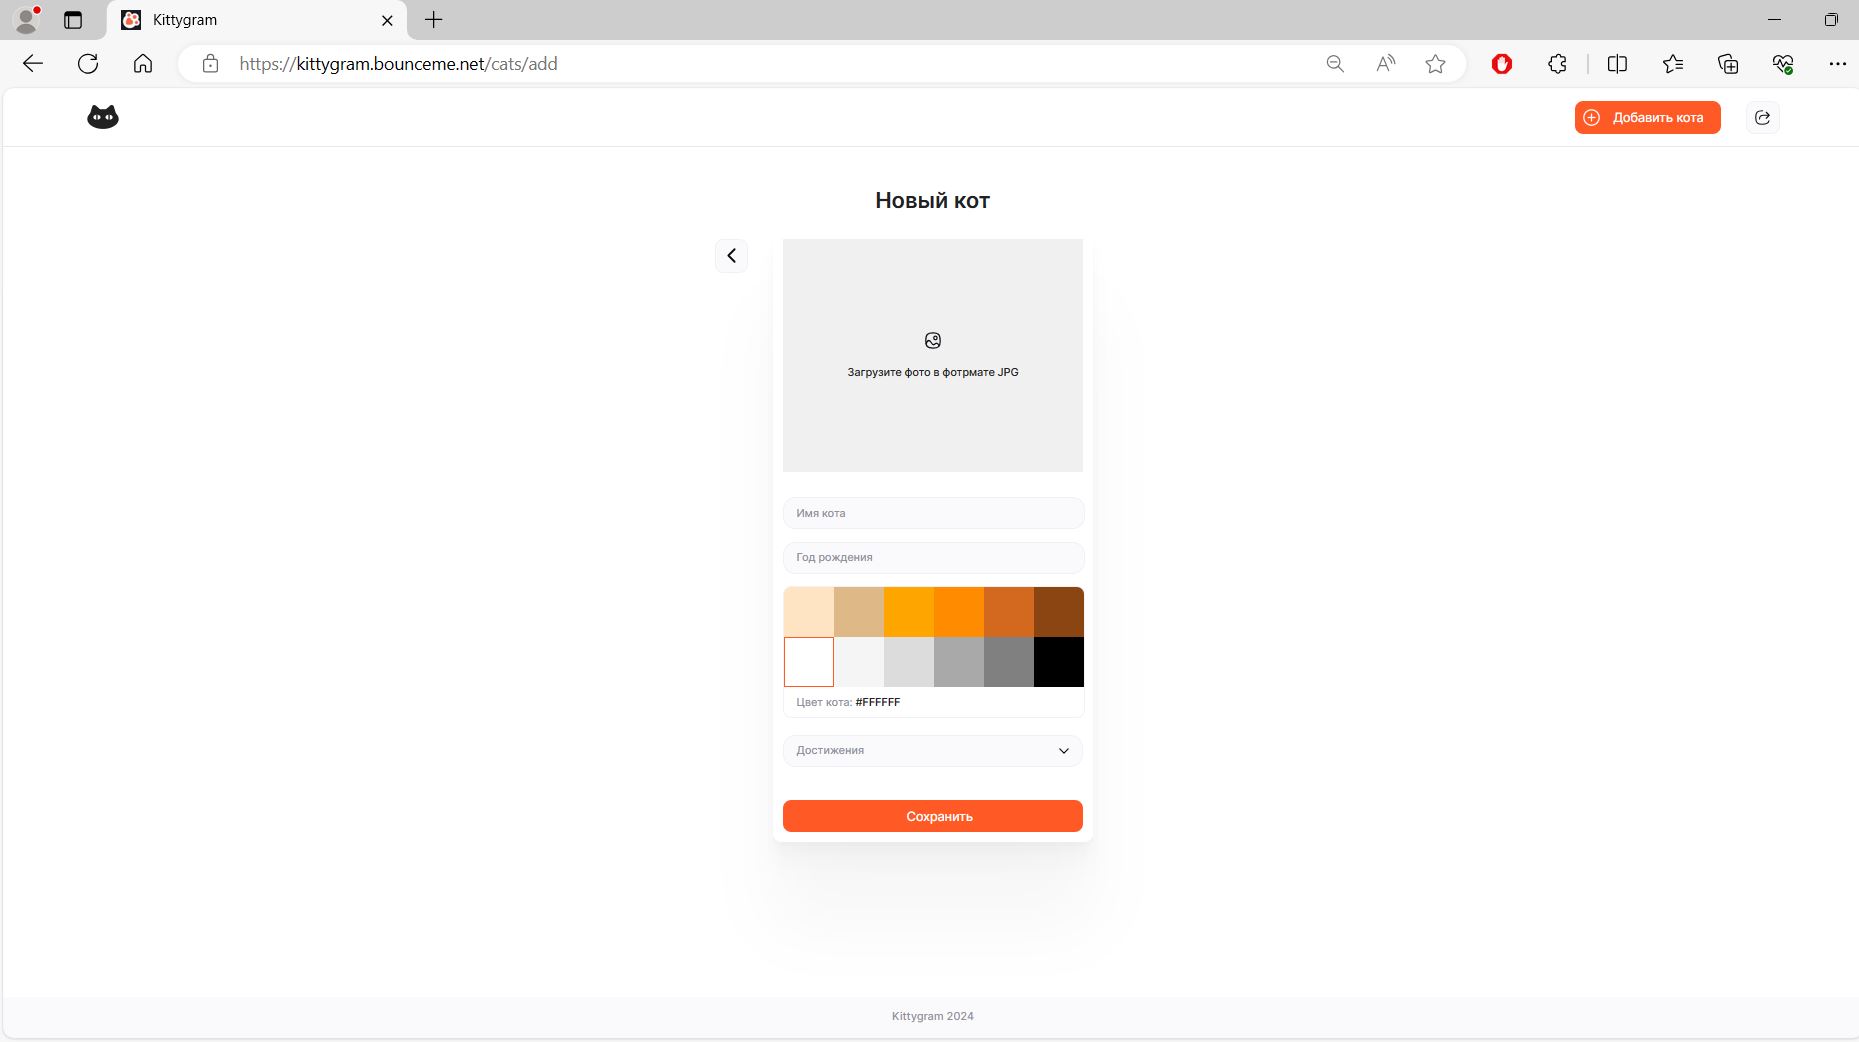 Kittygram
https://kittygram.bounceme.net/cats/add
Добавить кота
Новый кот
Загрузите фото в фотрмате JPG
Имя кота
Год рождения
Цвет кота: #FFFFFF
Достижения
Сохранить
Kittygram 2024